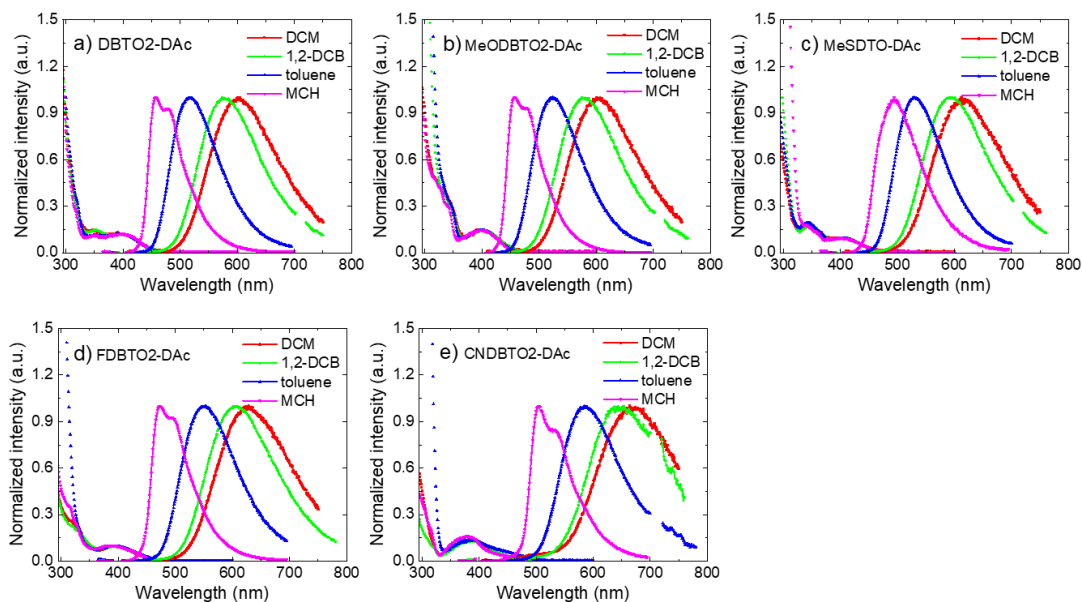 a) DBTO2-DAc
DCM
1,2-DCB
toluene
MCH
Normalized intensity (a.u.)
1.5
1.2
0.9
0.6
0.3
0.0
300 400 500 600 700 800
Wavelength (nm)
b) MeODBTO2-DAc
DCM
1,2-DCB
toluene
MCH
Normalized intensity (a.u.)
1.5
1.2
0.9
0.6
0.3
0.0
300 400 500 600 700 800
Wavelength (nm)
c) MeSDTO-DAc
DCM
1,2-DCB
toluene
MCH
Normalized intensity (a.u.)
1.5
1.2
0.9
0.6
0.3
0.0
300 400 500 600 700 800
Wavelength (nm)
d) FDBTO2-DAc
DCM
1,2-DCB
toluene
MCH
Normalized intensity (a.u.)
1.5
1.2
0.9
0.6
0.3
0.0
300 400 500 600 700 800
Wavelength (nm)
e) CNDBTO2-DAc
DCM
1,2-DCB
toluene
MCH
Normalized intensity (a.u.)
1.5
1.2
0.9
0.6
0.3
0.0
300 400 500 600 700 800
Wavelength (nm)